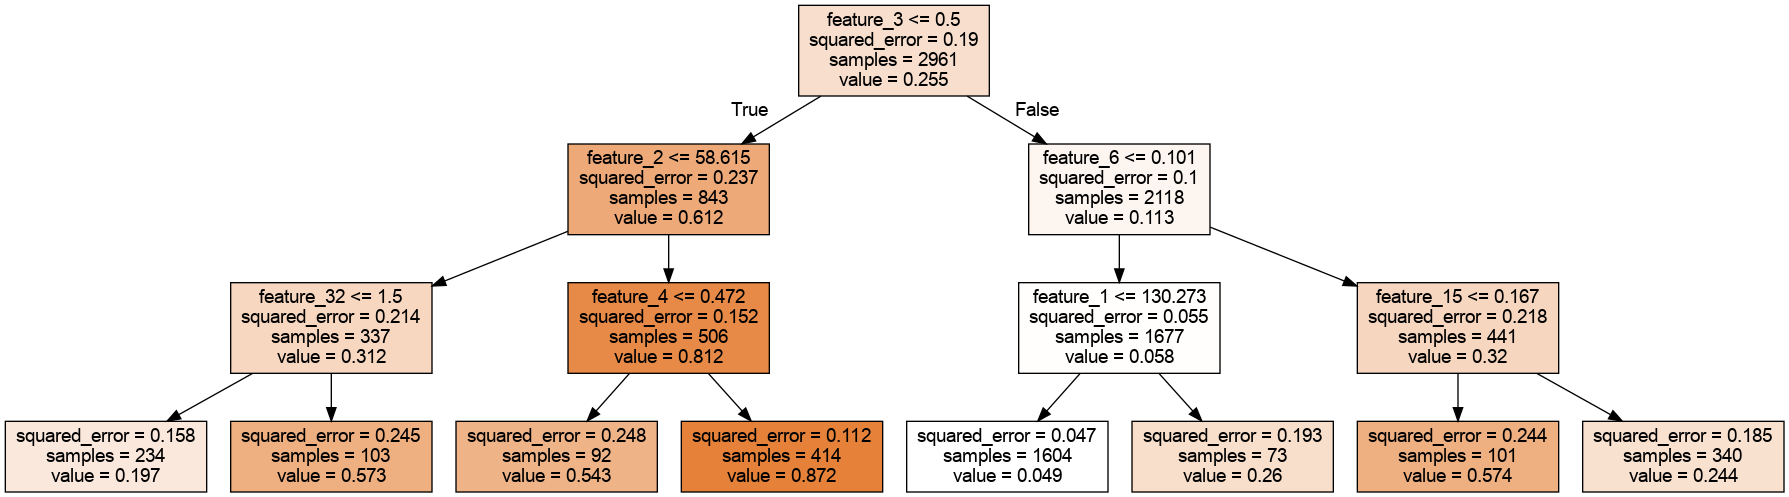 feature_3 <= 0.5
squared_error = 0.19
samples = 2961
value = 0.255
True
False
feature_2 <= 58.615
squared_error = 0.237
samples = 843
value = 0.612
feature_6 <= 0.101
squared_error = 0.1
samples = 2118
value = 0.113
feature_32 <= 1.5
squared_error = 0.214
samples = 337
value = 0.312
feature_4 <= 0.472
squared_error = 0.152
samples = 506
value = 0.812
feature_1 <= 130.273
squared_error = 0.055
samples = 1677
value = 0.058
feature_15 <= 0.167
squared_error = 0.218
samples = 441
value = 0.32
squared_error = 0.158
samples = 234
value = 0.197
squared_error = 0.245
samples = 103
value = 0.573
squared_error = 0.248
samples = 92
value = 0.543
squared_error = 0.112
samples = 414
value = 0.872
squared_error = 0.047
samples = 1604
value = 0.049
squared_error = 0.193
samples = 73
value = 0.26
squared_error = 0.244
samples = 101
value = 0.574
squared_error = 0.185
samples = 340
value = 0.244